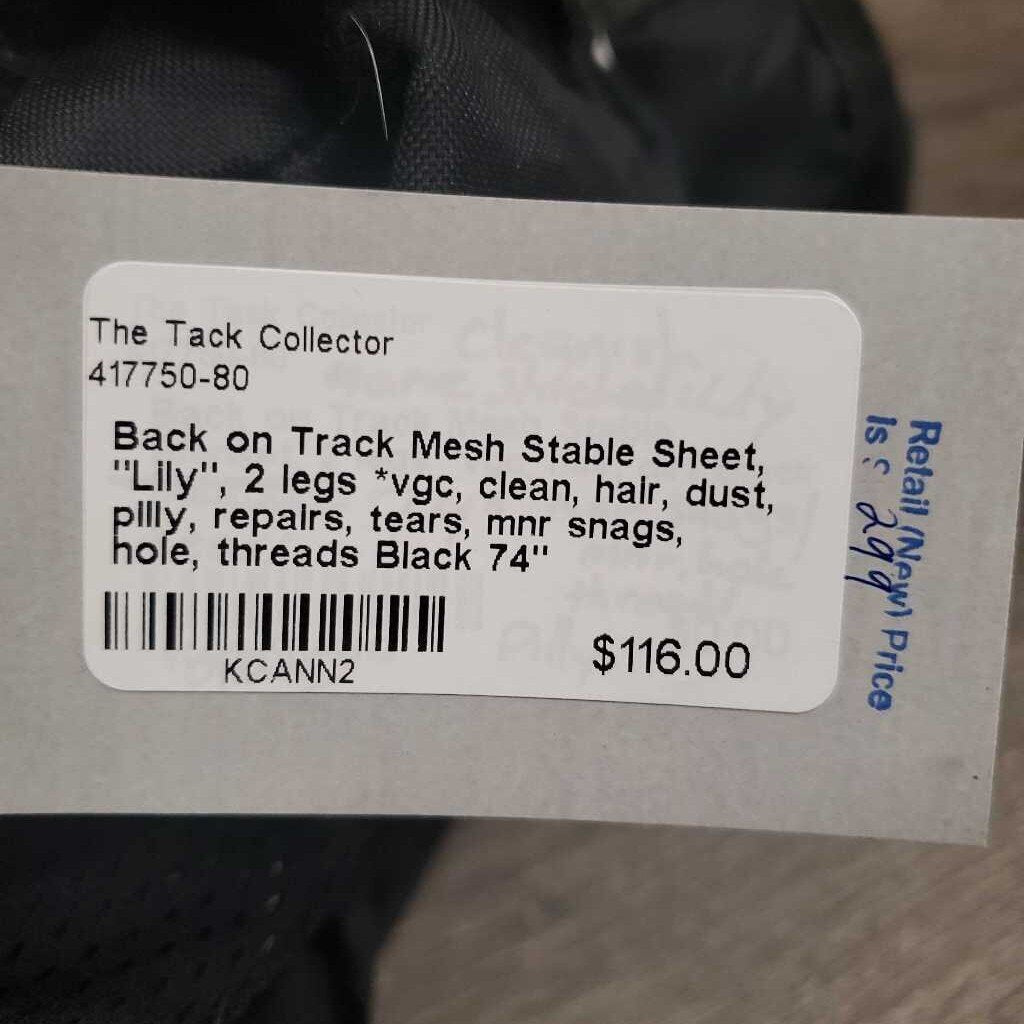 The Tack Collector
417750-80
Back on Track Mesh Stable Sheet,
"Lily", 2 legs *vgc, clean, hair, dust,
pilly, repairs, tears, mnr snags,
hole, threads Black 74"
KCANN2
$116.00
Retail (New) Price
Is: 299